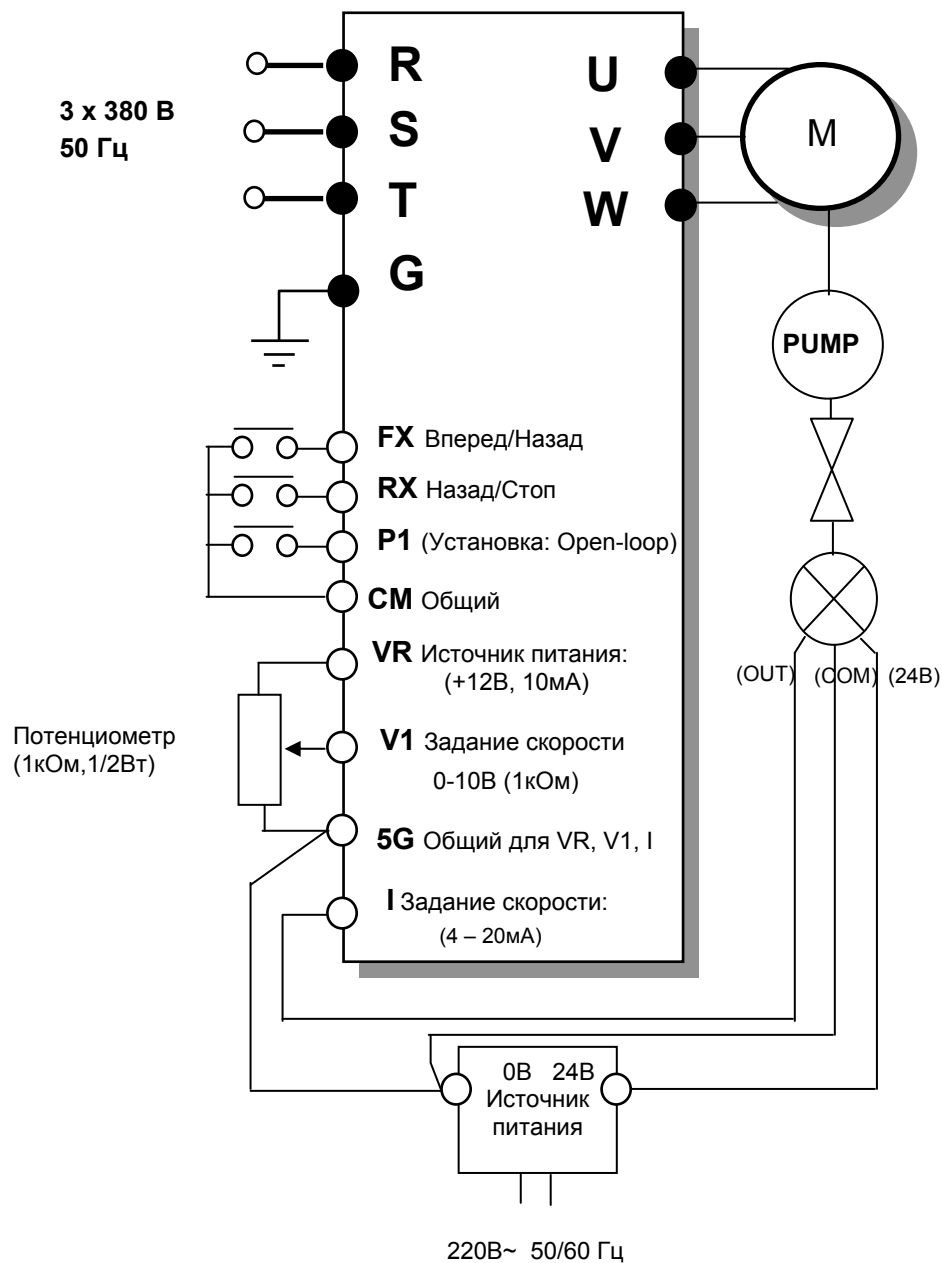 3 х 380 В
50 Гц
R
S
T
G
U
V
W
M
PUMP
FX Вперед/Назад
RX Назад/Стоп
P1 (Установка: Open-loop)
CM Общий
VR Источник питания:
(+12В, 10мА)
Потенциометр
(1кОм,1/2Вт)
V1 Задание скорости
0-10В (1кОм)
5G Общий для VR, V1, I
I Задание скорости:
(4 – 20мА)
(OUT) (COM) (24В)
0В 24В
Источник
питания
220В~ 50/60 Гц